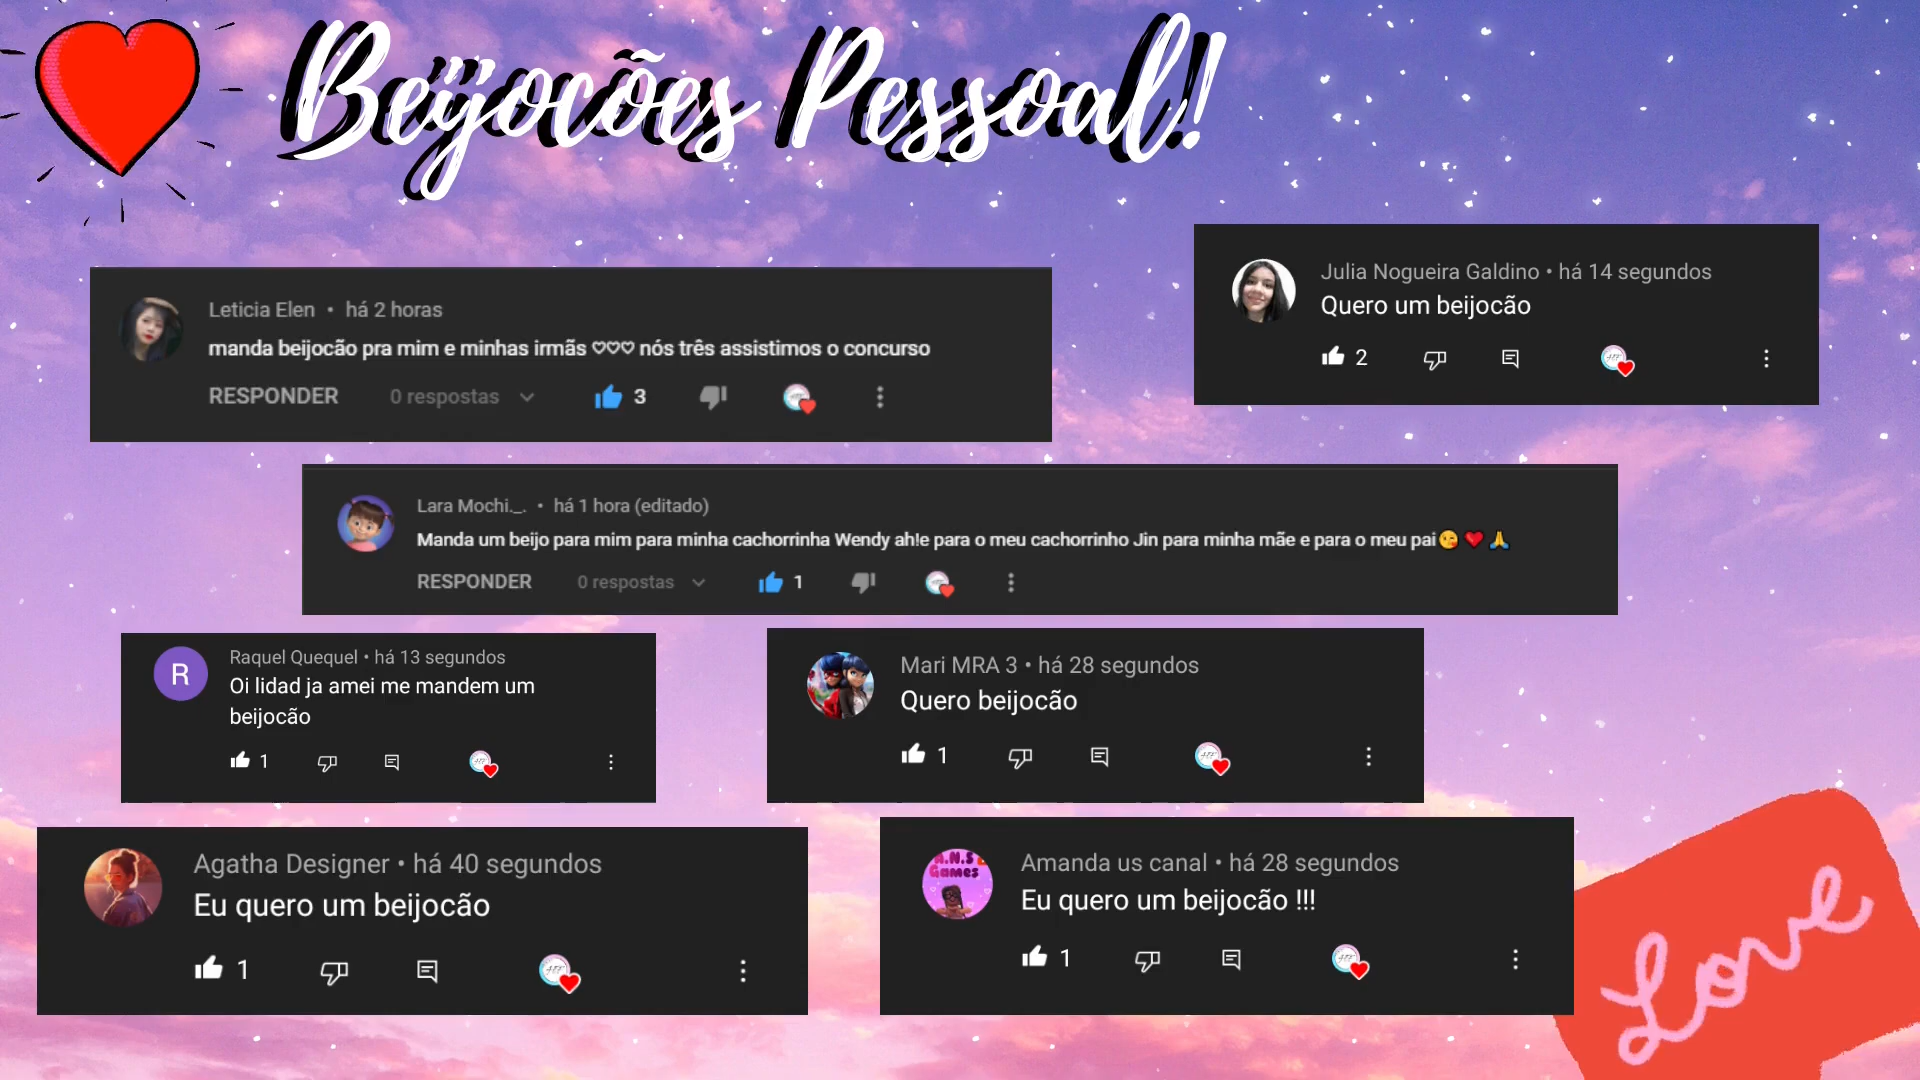 Beijocões Pessoal!
Leticia Elen • há 2 horas
manda beijocão pra mim e minhas irmãs ♡♡♡ nós três assistimos o concurso
RESPONDER 0 respostas 3
Julia Nogueira Galdino • há 14 segundos
Quero um beijocão
2
Lara Mochi._. • há 1 hora (editado)
Manda um beijo para mim para minha cachorrinha Wendy ah!e para o meu cachorrinho Jin para minha mãe e para o meu pai😘❤️🙏
RESPONDER 0 respostas 1
R
Raquel Quequel • há 13 segundos
Oi lidad ja amei me mandem um
beijocão
1
Mari MRA 3 • há 28 segundos
Quero beijocão
1
Agatha Designer • há 40 segundos
Eu quero um beijocão
1
A.N.S
Games
Amanda us canal • há 28 segundos
Eu quero um beijocão !!!
1
Love